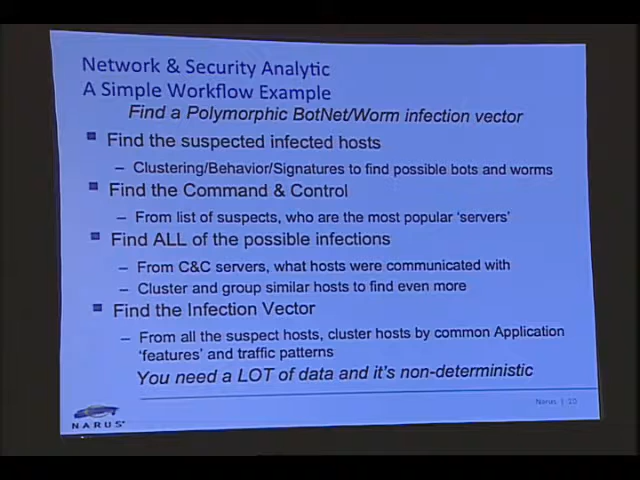 Network & Security Analytic
A Simple Workflow Example
Find a Polymorphic BotNet/Worm infection vector
Find the suspected infected hosts
– Clustering/Behavior/Signatures to find possible bots and worms
Find the Command & Control
– From list of suspects, who are the most popular 'servers'
Find ALL of the possible infections
– From C&C servers, what hosts were communicated with
– Cluster and group similar hosts to find even more
Find the Infection Vector
– From all the suspect hosts, cluster hosts by common Application
'features' and traffic patterns
You need a LOT of data and it's non-deterministic
Narus | 20
NARUS